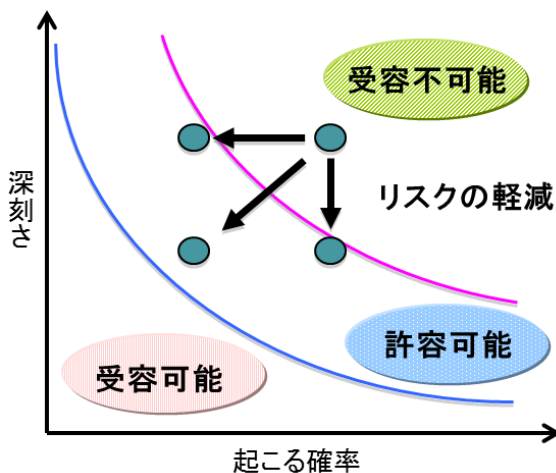 受容不可能
深刻さ
リスクの軽減
許容可能
受容可能
起こる確率